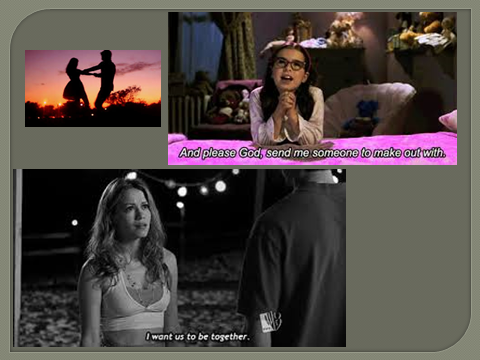 And please God, send me someone to make out with.
I want us to be together.